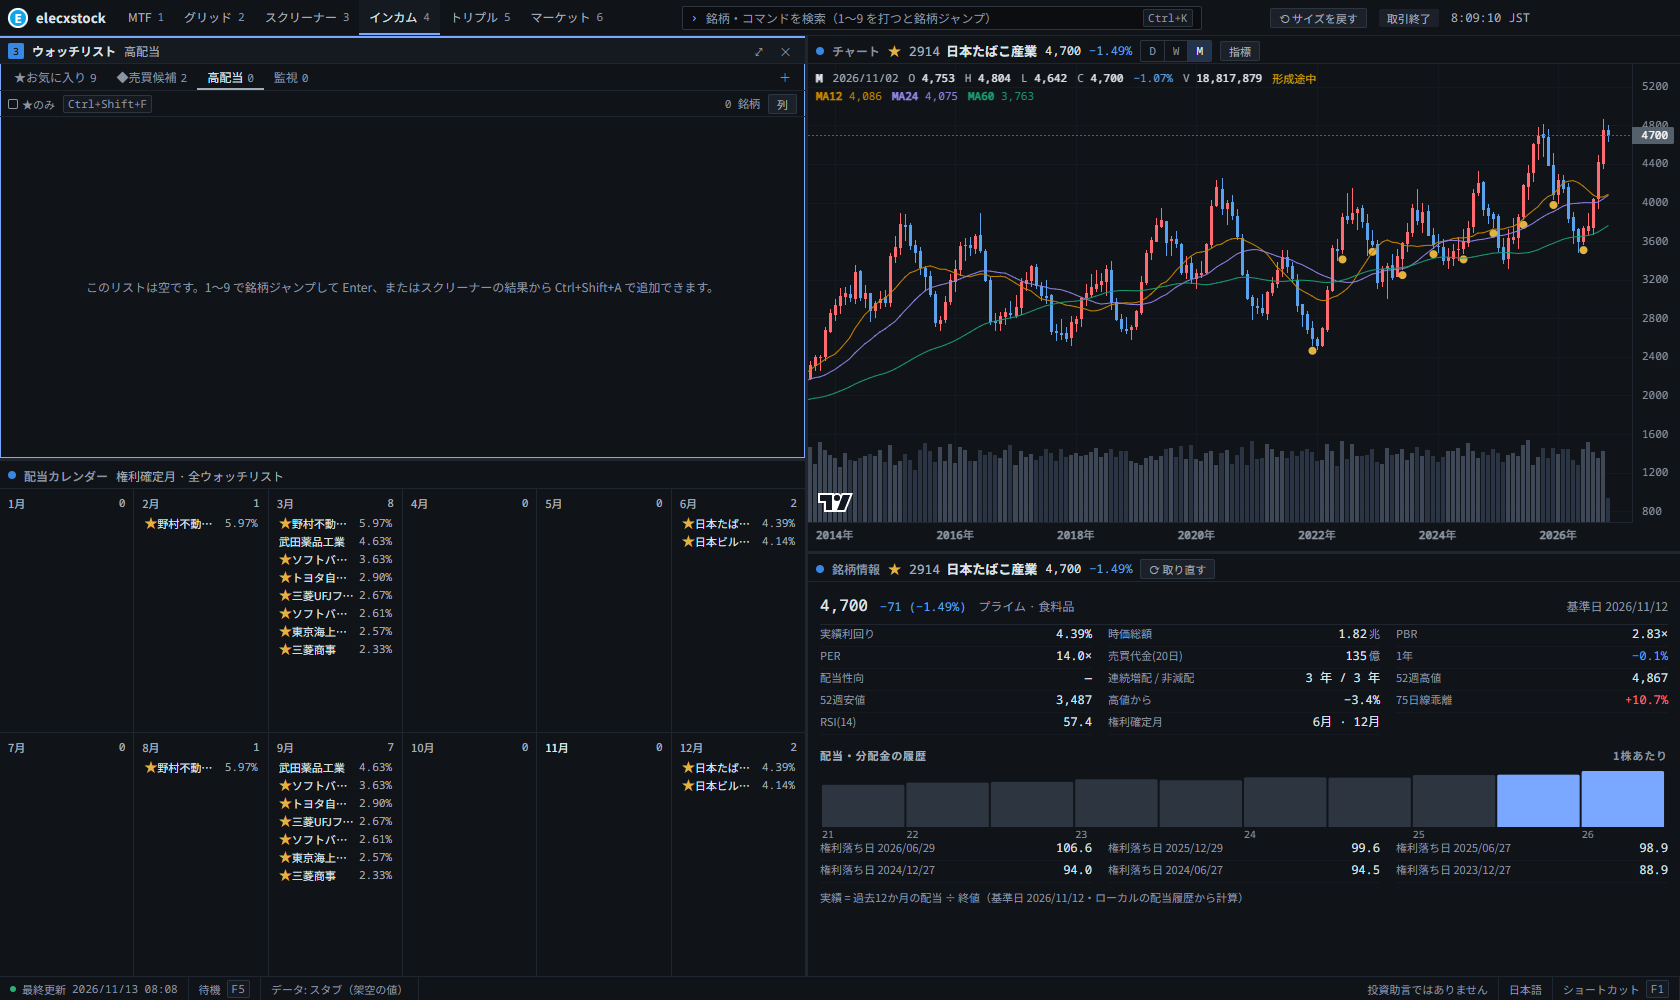 E elecxstock MTF 1 グリッド 2 スクリーナー 3 インカム 4 トリプル 5 マーケット 6 › 銘柄・コマンドを検索（1〜9 を打つと銘柄ジャンプ） Ctrl+K サイズを戻す 取引終了 8:09:10 JST
3 ウォッチリスト 高配当
★お気に入り 9 ◆売買候補 2 高配当 0 監視 0 +
★のみ Ctrl+Shift+F 0 銘柄 列
このリストは空です。1〜9 で銘柄ジャンプして Enter、またはスクリーナーの結果から Ctrl+Shift+A で追加できます。
配当カレンダー 権利確定月 · 全ウォッチリスト
1月 0
2月 1
★野村不動… 5.97%
3月 8
★野村不動… 5.97%
武田薬品工業 4.63%
★ソフトバ… 3.63%
★トヨタ自… 2.90%
★三菱UFJフ… 2.67%
★ソフトバ… 2.61%
★東京海上… 2.57%
★三菱商事 2.33%
4月 0
5月 0
6月 2
★日本たば… 4.39%
★日本ビル… 4.14%
7月 0
8月 1
★野村不動… 5.97%
9月 7
武田薬品工業 4.63%
★ソフトバ… 3.63%
★トヨタ自… 2.90%
★三菱UFJフ… 2.67%
★ソフトバ… 2.61%
★東京海上… 2.57%
★三菱商事 2.33%
10月 0
11月 0
12月 2
★日本たば… 4.39%
★日本ビル… 4.14%
チャート ★ 2914 日本たばこ産業 4,700 −1.49% D W M 指標
M 2026/11/02 O 4,753 H 4,804 L 4,642 C 4,700 −1.07% V 18,817,879 形成途中
MA12 4,086 MA24 4,075 MA60 3,763
5200
4800
4700
4400
4000
3600
3200
2800
2400
2000
1600
1200
800
2014年 2016年 2018年 2020年 2022年 2024年 2026年
銘柄情報 ★ 2914 日本たばこ産業 4,700 −1.49% 取り直す
4,700 −71 (−1.49%) プライム · 食料品 基準日 2026/11/12
実績利回り 4.39% 時価総額 1.82兆 PBR 2.83×
PER 14.0× 売買代金(20日) 135億 1年 −0.1%
配当性向 — 連続増配 / 非減配 3 年 / 3 年 52週高値 4,867
52週安値 3,487 高値から −3.4% 75日線乖離 +10.7%
RSI(14) 57.4 権利確定月 6月 · 12月
配当・分配金の履歴 1株あたり
21 22 23 24 25 26
権利落ち日 2026/06/29 106.6 権利落ち日 2025/12/29 99.6 権利落ち日 2025/06/27 98.9
権利落ち日 2024/12/27 94.0 権利落ち日 2024/06/27 94.5 権利落ち日 2023/12/27 88.9
実績 = 過去12か月の配当 ÷ 終値（基準日 2026/11/12・ローカルの配当履歴から計算）
最終更新 2026/11/13 08:08 待機 F5 データ: スタブ（架空の値） 投資助言ではありません 日本語 ショートカット F1